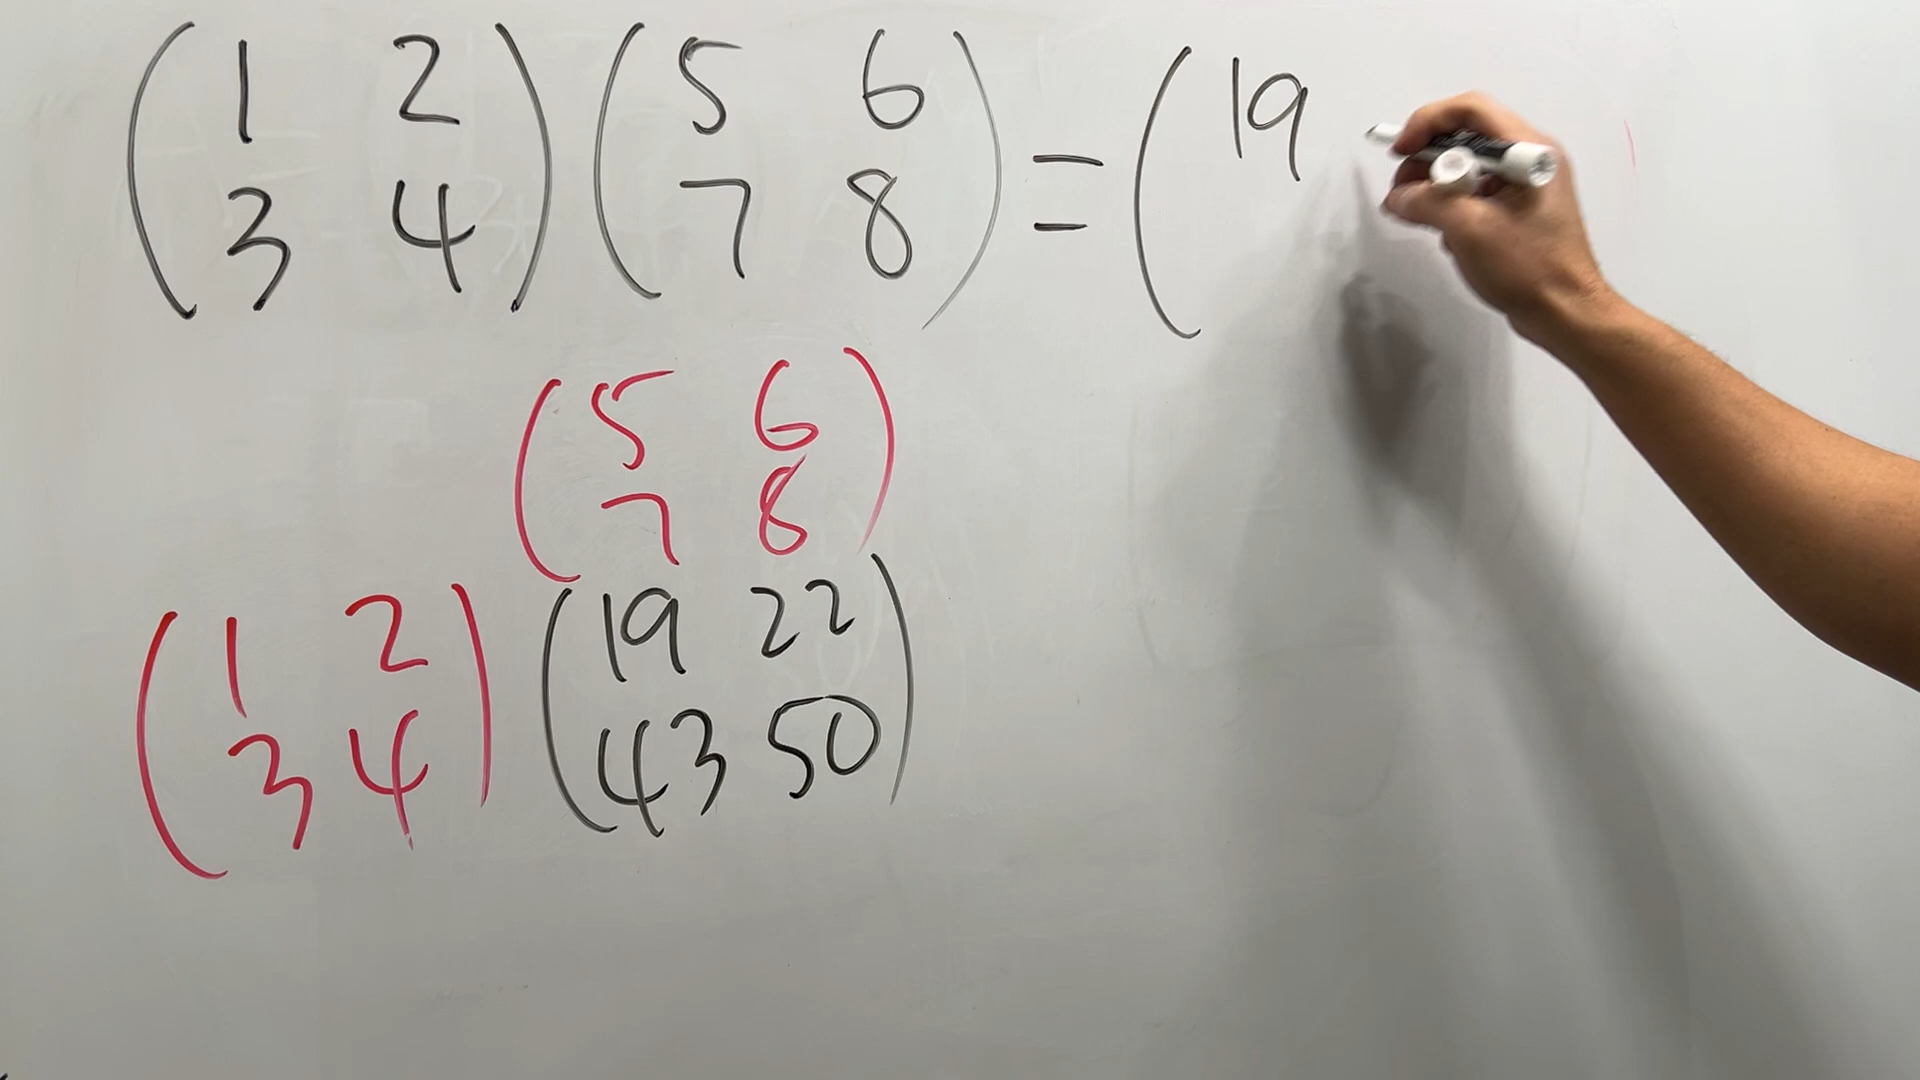 ( 1 2 ) ( 5 6 ) = ( 19
( 3 4 ) ( 7 8 )
( 5 6 )
( 7 8 )
( 1 2 ) ( 19 22 )
( 3 4 ) ( 43 50 )